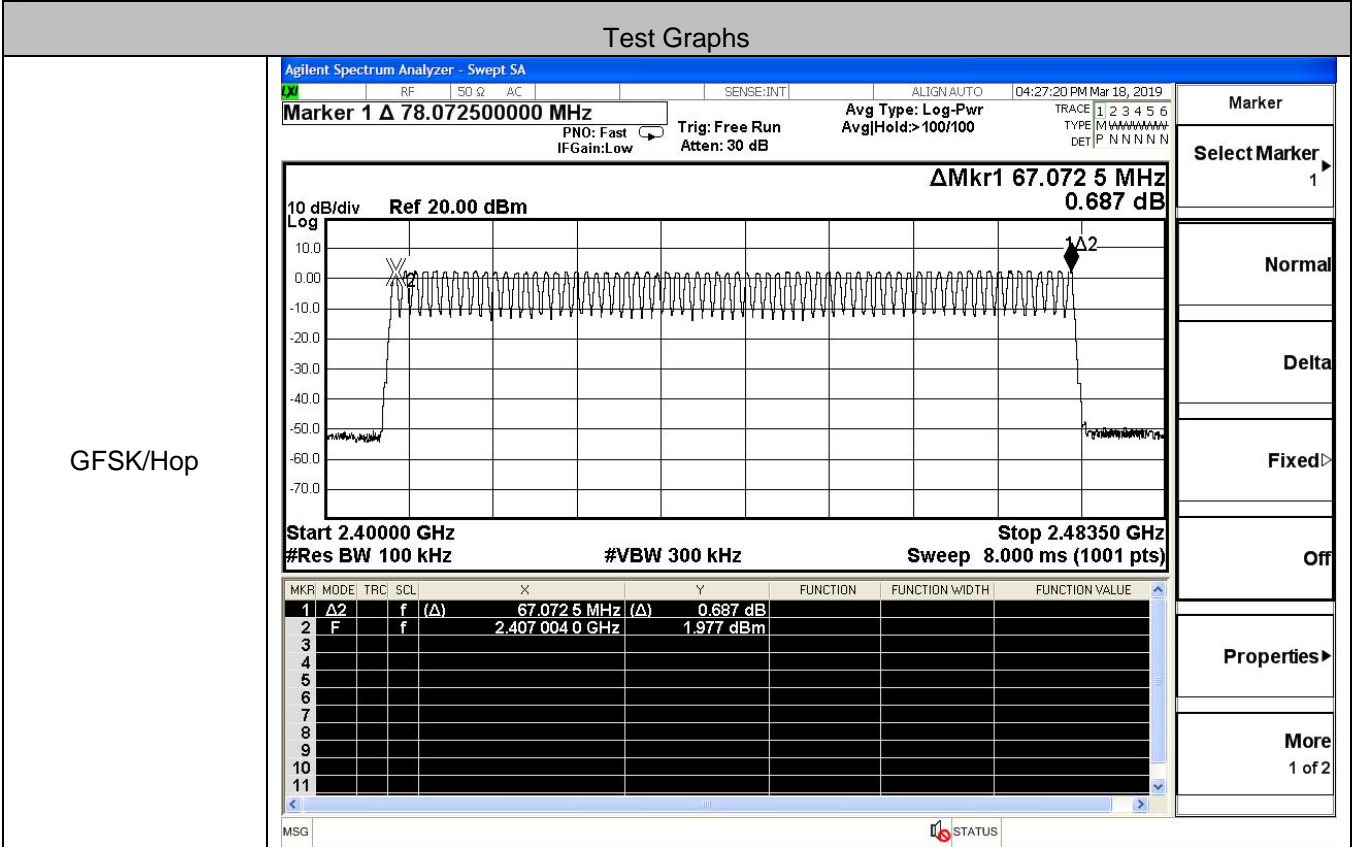 Test Graphs
GFSK/Hop
Agilent Spectrum Analyzer - Swept SA
LXI RF 50 Ω AC SENSE:INT ALIGN AUTO 04:27:20 PM Mar 18, 2019
Marker 1 Δ 78.072500000 MHz
PNO: Fast
IFGain:Low
Trig: Free Run
Atten: 30 dB
Avg Type: Log-Pwr
Avg|Hold:>100/100
TRACE 1 2 3 4 5 6
TYPE M
DET P N N N N N
ΔMkr1 67.072 5 MHz
0.687 dB
10 dB/div Ref 20.00 dBm
Log
10.0
0.00
-10.0
-20.0
-30.0
-40.0
-50.0
-60.0
-70.0
1Δ2
2
Start 2.40000 GHz Stop 2.48350 GHz
#Res BW 100 kHz #VBW 300 kHz Sweep 8.000 ms (1001 pts)
MKR MODE TRC SCL X Y FUNCTION FUNCTION WIDTH FUNCTION VALUE
1 Δ2 f (Δ) 67.072 5 MHz (Δ) 0.687 dB
2 F f 2.407 004 0 GHz 1.977 dBm
3
4
5
6
7
8
9
10
11
MSG STATUS
Marker
Select Marker
1
Normal
Delta
Fixed
Off
Properties
More
1 of 2